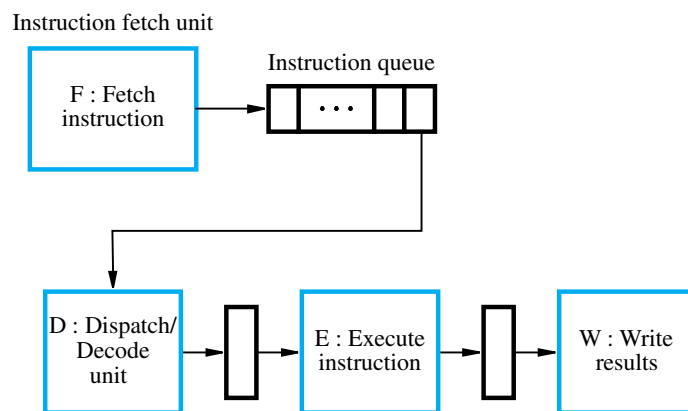 Instruction fetch unit
F : Fetch
instruction
Instruction queue
. . .
D : Dispatch/
Decode
unit
E : Execute
instruction
W : Write
results